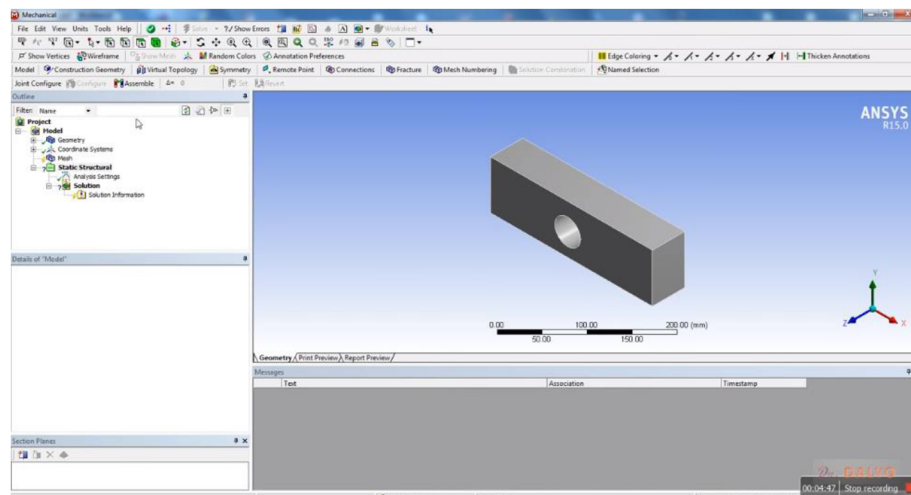 Mechanical
File Edit View Units Tools Help Solve ?/ Show Errors Worksheet
Show Vertices Wireframe Show Mesh Random Colors Annotation Preferences Edge Coloring Thicken Annotations
Model Construction Geometry Virtual Topology Symmetry Remote Point Connections Fracture Mesh Numbering Solution Combination Named Selection
Joint Configure Configure Assemble Set Revert
Outline
Filter: Name
Project
Model
Geometry
Coordinate Systems
Mesh
Static Structural
Analysis Settings
Solution
Solution Information
Details of "Model"
Section Planes
ANSYS
R15.0
0.00 100.00 200.00 (mm)
50.00 150.00
Y
Z X
Geometry Print Preview Report Preview
Messages
Text Association Timestamp
00:04:47 Stop recording